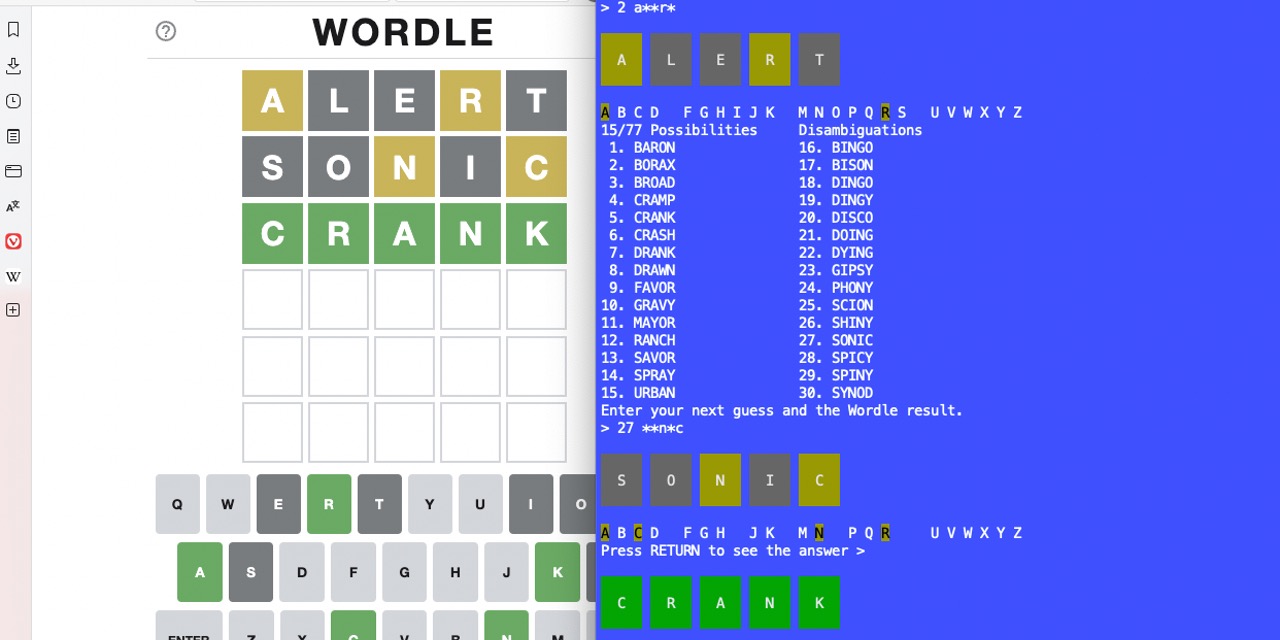 ?
WORDLE
A L E R T
S O N I C
C R A N K
Q W E R T Y U I O
A S D F G H J K
ENTER Z X C V B N M
W
> 2 a**r*
A L E R T
A B C D F G H I J K M N O P Q R S U V W X Y Z
15/77 Possibilities Disambiguations
1. BARON 16. BINGO
2. BORAX 17. BISON
3. BROAD 18. DINGO
4. CRAMP 19. DINGY
5. CRANK 20. DISCO
6. CRASH 21. DOING
7. DRANK 22. DYING
8. DRAWN 23. GIPSY
9. FAVOR 24. PHONY
10. GRAVY 25. SCION
11. MAYOR 26. SHINY
12. RANCH 27. SONIC
13. SAVOR 28. SPICY
14. SPRAY 29. SPINY
15. URBAN 30. SYNOD
Enter your next guess and the Wordle result.
> 27 **n*c
S O N I C
A B C D F G H J K M N P Q R U V W X Y Z
Press RETURN to see the answer >
C R A N K